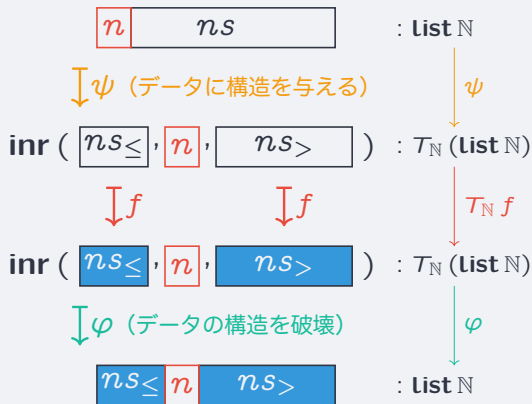 n ns : list ℕ
ψ（データに構造を与える） ψ
inr ( ns≤ , n , ns> ) : Tℕ (list ℕ)
f f Tℕ f
inr ( ns≤ , n , ns> ) : Tℕ (list ℕ)
φ（データの構造を破壊） φ
ns≤ n ns> : list ℕ